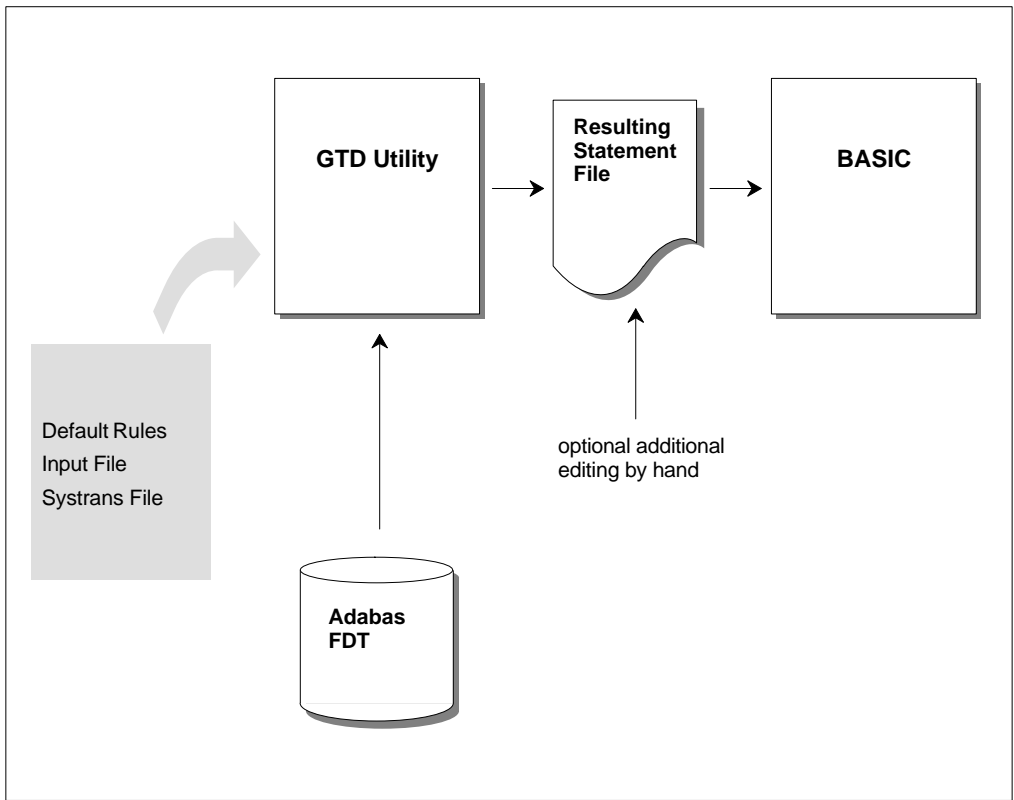 GTD Utility
Resulting
Statement
File
BASIC
Default Rules
Input File
Systrans File
optional additional
editing by hand
Adabas
FDT